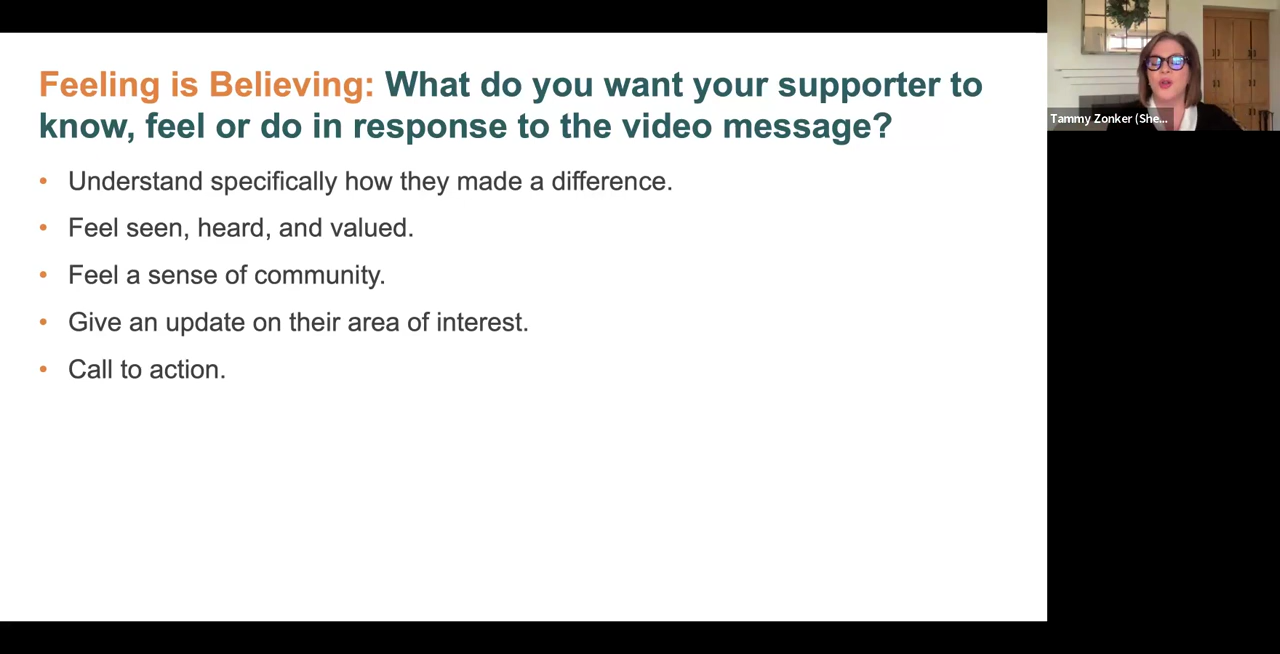 Feeling is Believing: What do you want your supporter to
know, feel or do in response to the video message?
• Understand specifically how they made a difference.
• Feel seen, heard, and valued.
• Feel a sense of community.
• Give an update on their area of interest.
• Call to action.
Tammy Zonker (She...